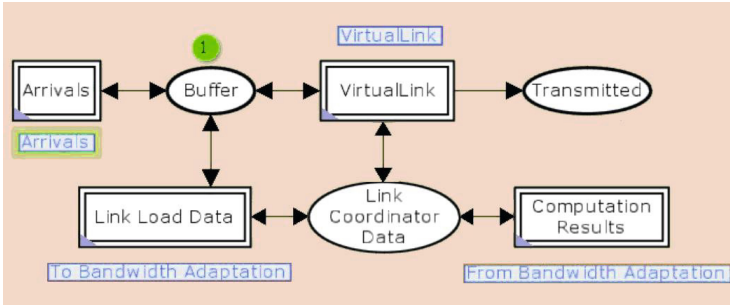 VirtualLink
1
Arrivals
Buffer
VirtualLink
Transmitted
Arrivals
Link Load Data
Link
Coordinator
Data
Computation
Results
To Bandwidth Adaptation
From Bandwidth Adaptation